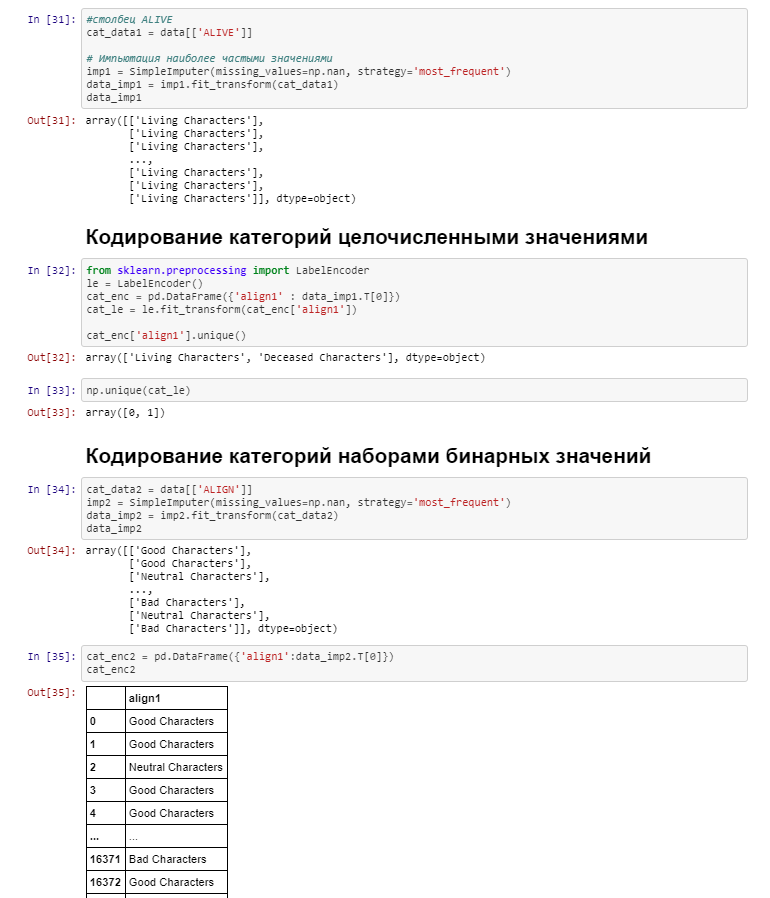 In [31]:
#столбец ALIVE
cat_data1 = data[['ALIVE']]
# Импьютация наиболее частыми значениями
imp1 = SimpleImputer(missing_values=np.nan, strategy='most_frequent')
data_imp1 = imp1.fit_transform(cat_data1)
data_imp1
Out[31]:
array([['Living Characters'],
['Living Characters'],
['Living Characters'],
...,
['Living Characters'],
['Living Characters'],
['Living Characters']], dtype=object)
Кодирование категорий целочисленными значениями
In [32]:
from sklearn.preprocessing import LabelEncoder
le = LabelEncoder()
cat_enc = pd.DataFrame({'align1' : data_imp1.T[0]})
cat_le = le.fit_transform(cat_enc['align1'])
cat_enc['align1'].unique()
Out[32]:
array(['Living Characters', 'Deceased Characters'], dtype=object)
In [33]:
np.unique(cat_le)
Out[33]:
array([0, 1])
Кодирование категорий наборами бинарных значений
In [34]:
cat_data2 = data[['ALIGN']]
imp2 = SimpleImputer(missing_values=np.nan, strategy='most_frequent')
data_imp2 = imp2.fit_transform(cat_data2)
data_imp2
Out[34]:
array([['Good Characters'],
['Good Characters'],
['Neutral Characters'],
...,
['Bad Characters'],
['Neutral Characters'],
['Bad Characters']], dtype=object)
In [35]:
cat_enc2 = pd.DataFrame({'align1':data_imp2.T[0]})
cat_enc2
Out[35]:
align1
0 Good Characters
1 Good Characters
2 Neutral Characters
3 Good Characters
4 Good Characters
... ...
16371 Bad Characters
16372 Good Characters